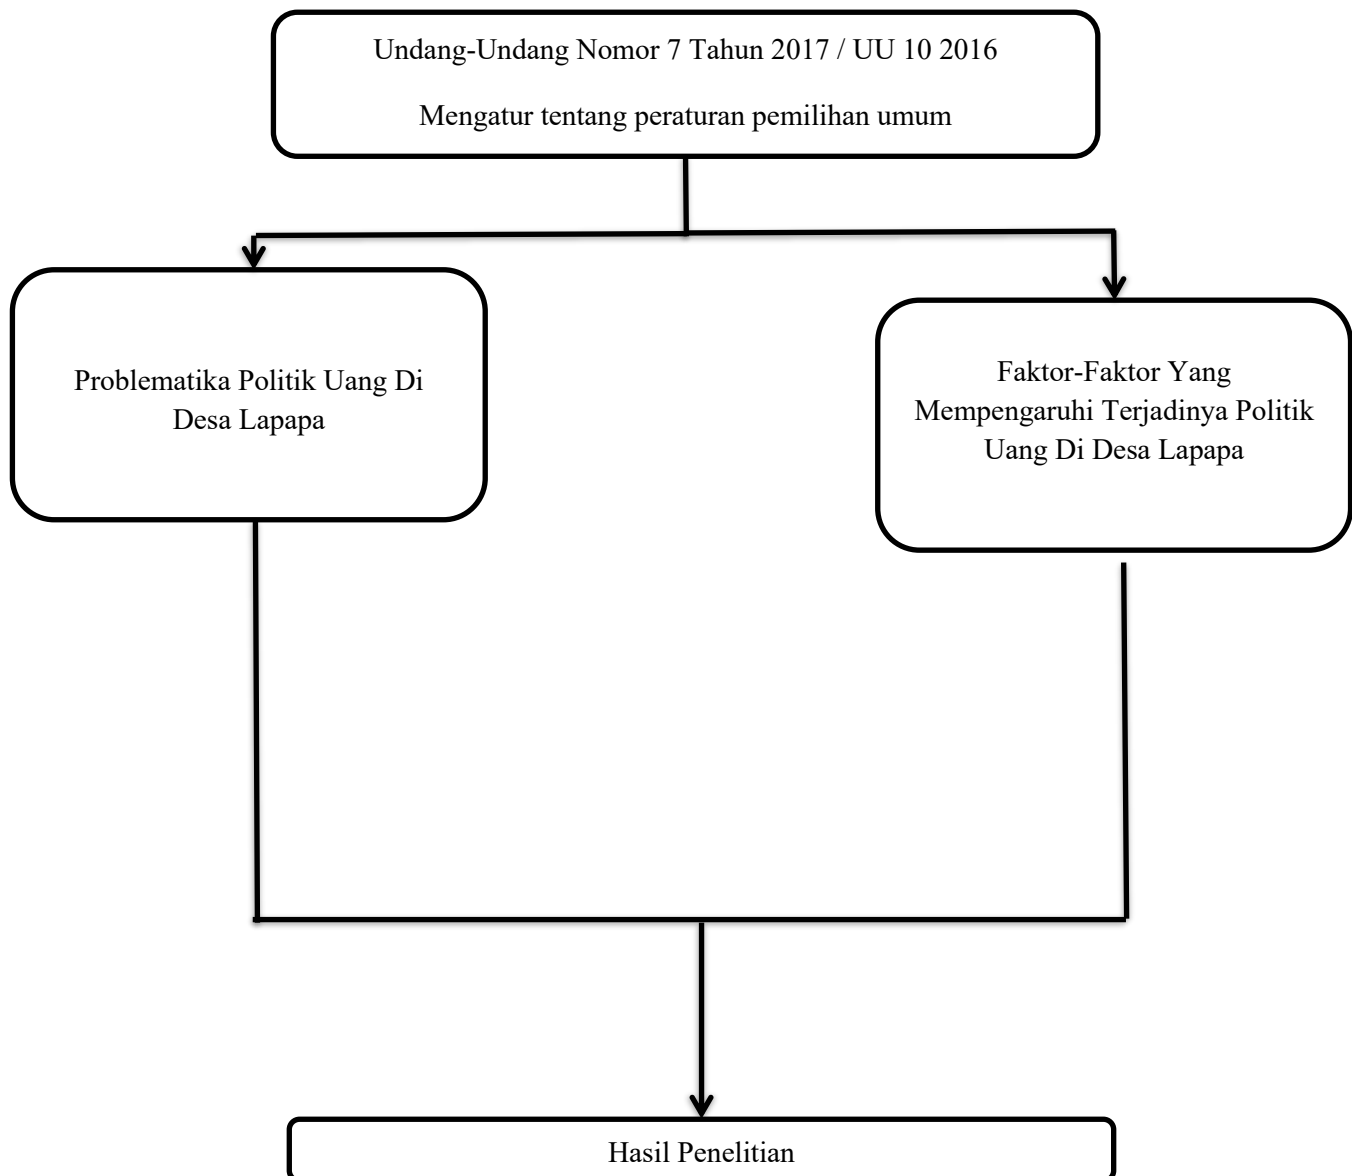 Undang-Undang Nomor 7 Tahun 2017 / UU 10 2016
Mengatur tentang peraturan pemilihan umum
Problematika Politik Uang Di
Desa Lapapa
Faktor-Faktor Yang
Mempengaruhi Terjadinya Politik
Uang Di Desa Lapapa
Hasil Penelitian